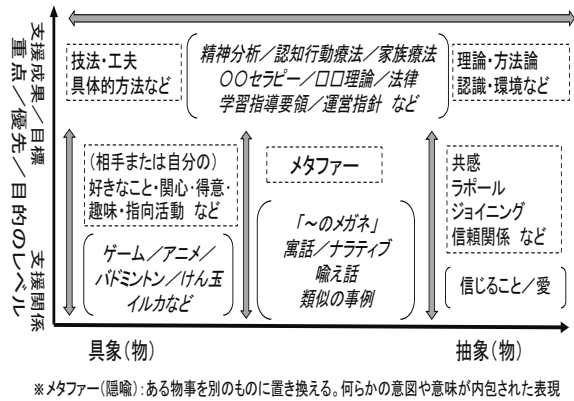 支援成果／目標
重点／優先／目的のレベル
支援関係
技法・工夫
具体的方法など
精神分析／認知行動療法／家族療法
○○セラピー／□□理論／法律
学習指導要領／運営指針 など
理論・方法論
認識・環境など
(相手または自分の)
好きなこと・関心・得意・
趣味・指向活動 など
ゲーム／アニメ／
バドミントン／けん玉
イルカなど
メタファー
「～のメガネ」
寓話／ナラティブ
喩え話
類似の事例
共感
ラポール
ジョイニング
信頼関係 など
信じること／愛
具象(物)
抽象(物)
※メタファー(隠喩):ある物事を別のものに置き換える。何らかの意図や意味が内包された表現